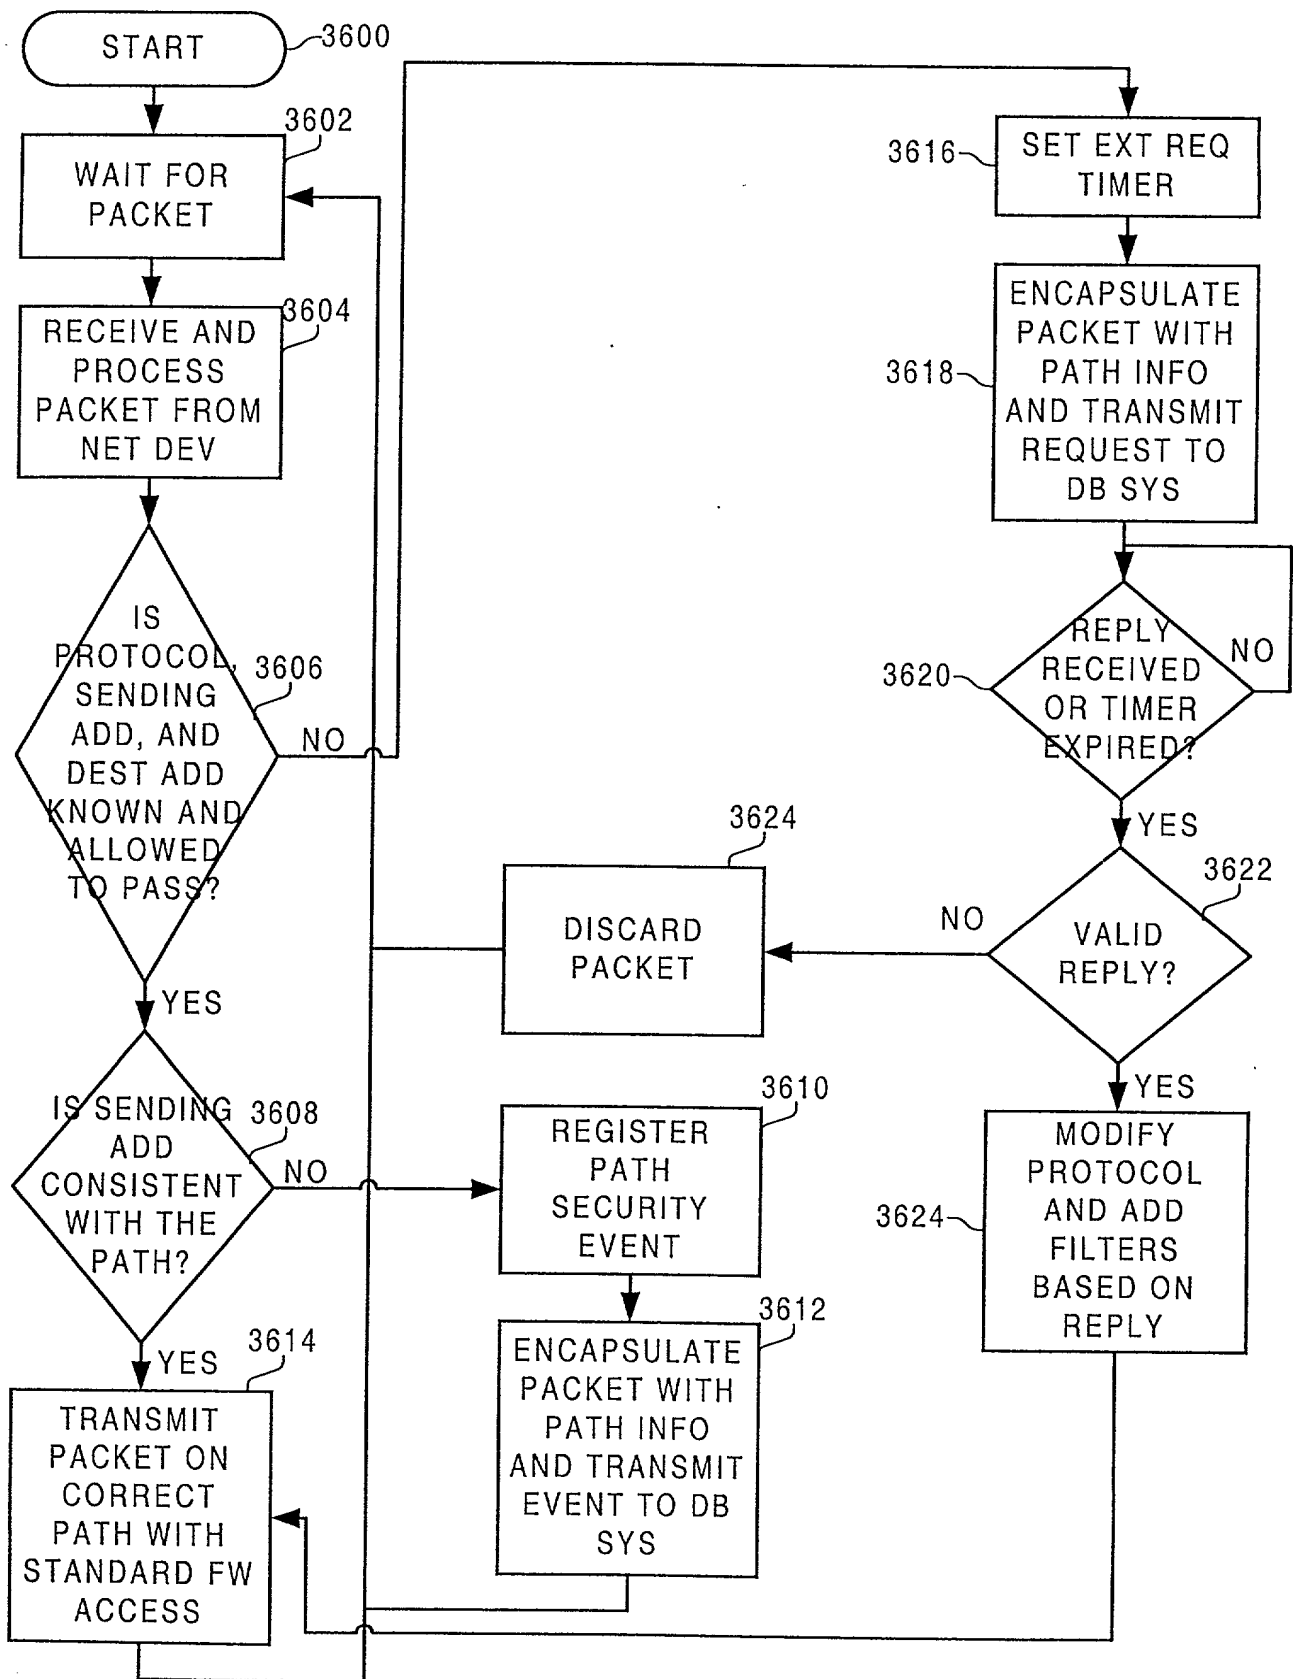 START
3600
3602
WAIT FOR
PACKET
3604
RECEIVE AND
PROCESS
PACKET FROM
NET DEV
IS
PROTOCOL,
SENDING
ADD, AND
DEST ADD
KNOWN AND
ALLOWED
TO PASS?
3606
NO
YES
IS SENDING
ADD
CONSISTENT
WITH THE
PATH?
3608
NO
YES
3614
TRANSMIT
PACKET ON
CORRECT
PATH WITH
STANDARD FW
ACCESS
3610
REGISTER
PATH
SECURITY
EVENT
3612
ENCAPSULATE
PACKET WITH
PATH INFO
AND TRANSMIT
EVENT TO DB
SYS
3616
SET EXT REQ
TIMER
3618
ENCAPSULATE
PACKET WITH
PATH INFO
AND TRANSMIT
REQUEST TO
DB SYS
3620
REPLY
RECEIVED
OR TIMER
EXPIRED?
NO
YES
3622
VALID
REPLY?
NO
3624
DISCARD
PACKET
YES
3624
MODIFY
PROTOCOL
AND ADD
FILTERS
BASED ON
REPLY